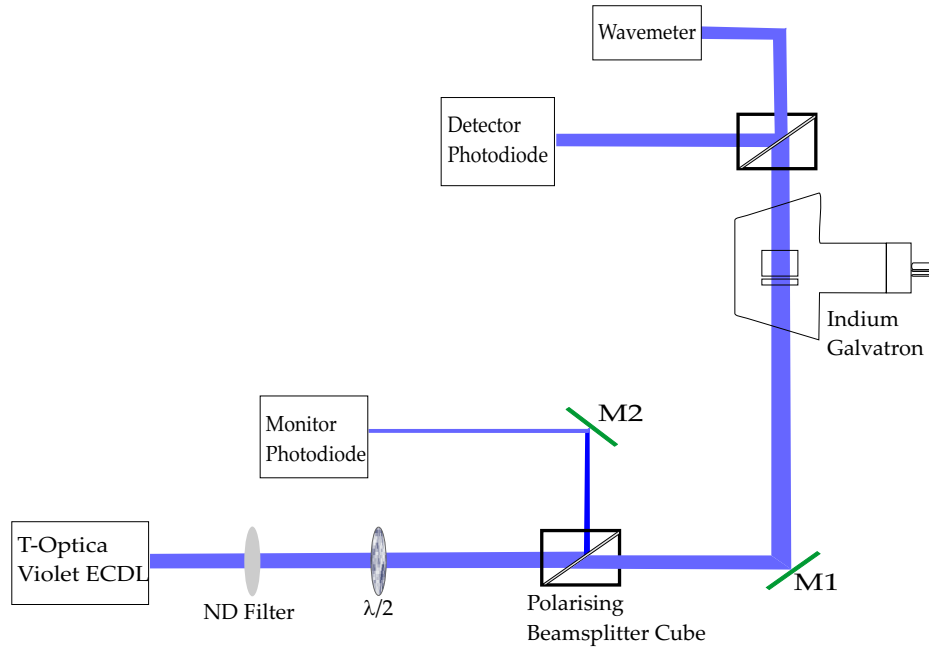 Wavemeter
Detector
Photodiode
Indium
Galvatron
M2
Monitor
Photodiode
T-Optica
Violet ECDL
ND Filter
λ/2
Polarising
Beamsplitter Cube
M1